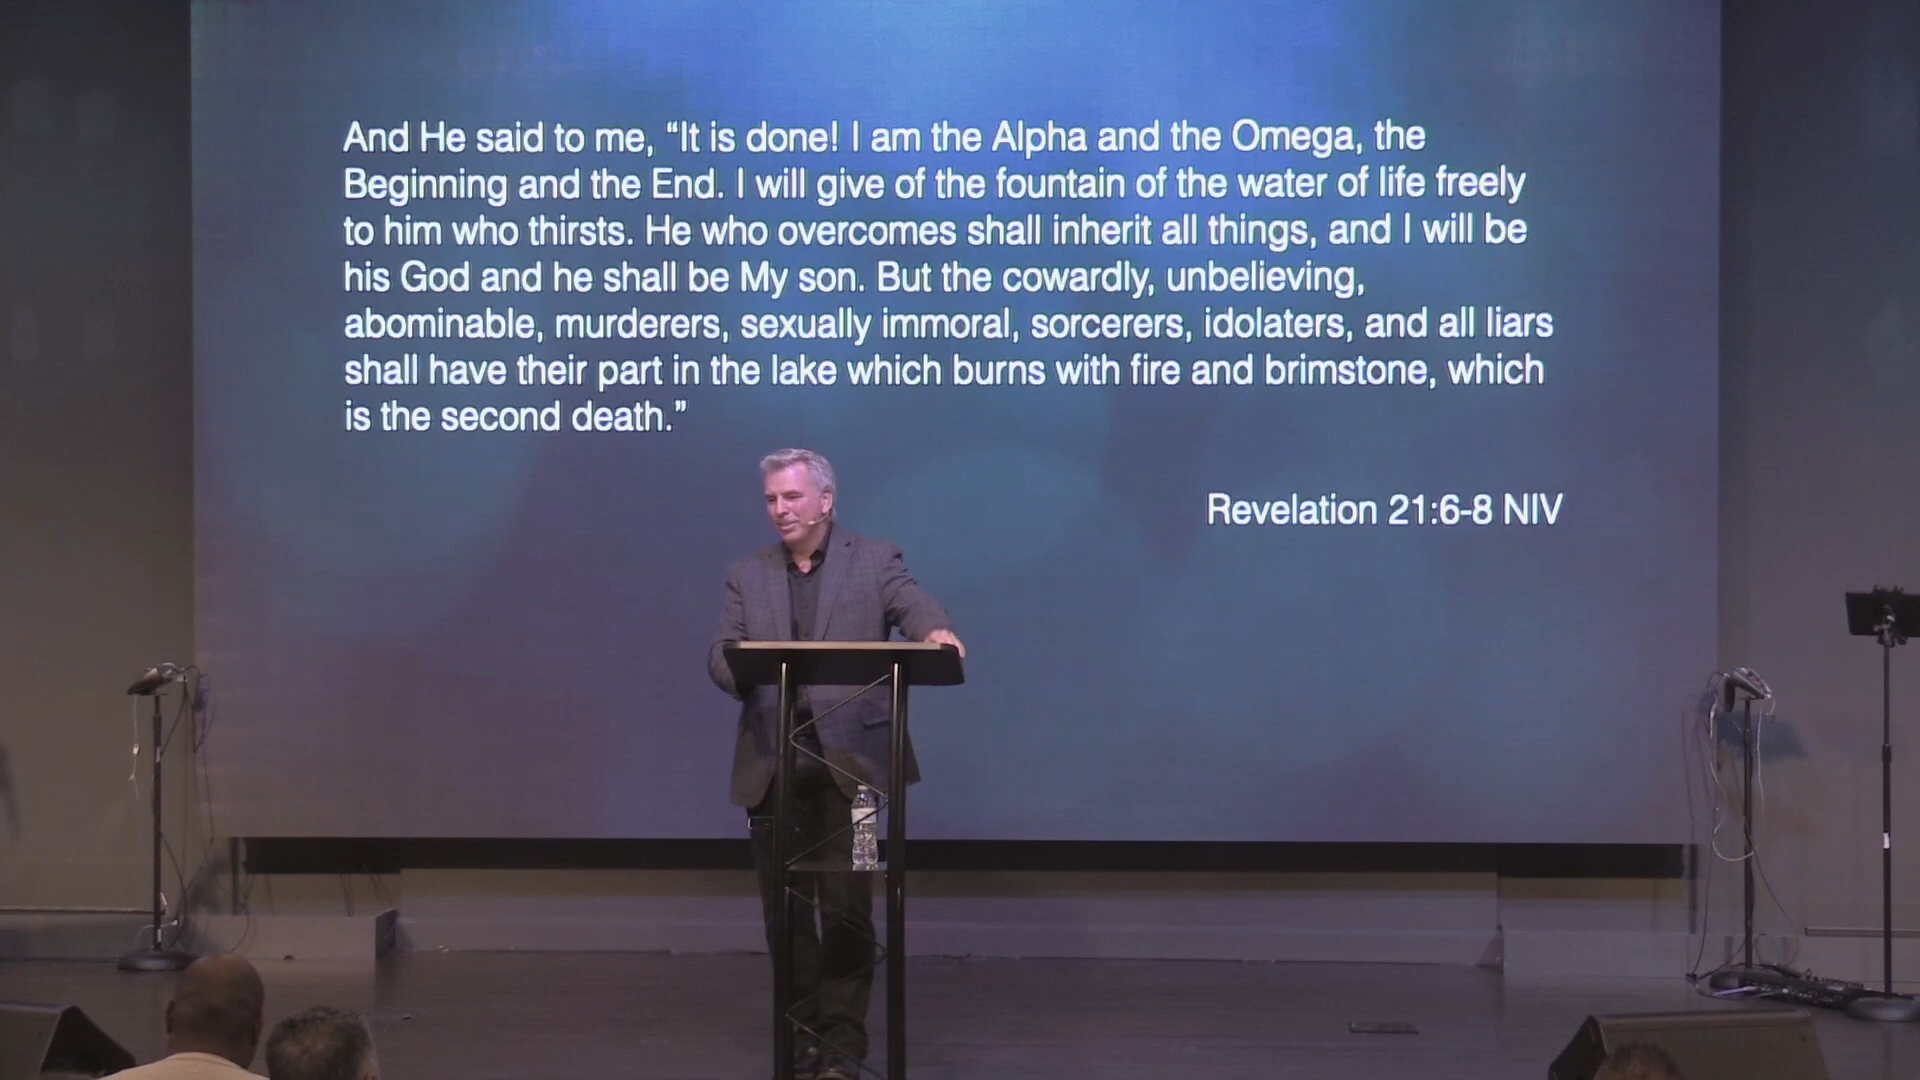 And He said to me, “It is done! I am the Alpha and the Omega, the
Beginning and the End. I will give of the fountain of the water of life freely
to him who thirsts. He who overcomes shall inherit all things, and I will be
his God and he shall be My son. But the cowardly, unbelieving,
abominable, murderers, sexually immoral, sorcerers, idolaters, and all liars
shall have their part in the lake which burns with fire and brimstone, which
is the second death.”
Revelation 21:6-8 NIV